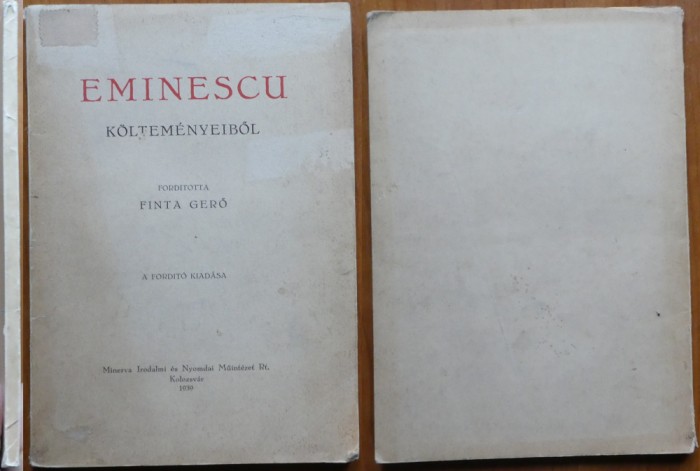 EMINESCU
KÖLTEMÉNYEIBŐL
FORDITOTTA
FINTA GERŐ
A FORDITÓ KIADÁSA
Minerva Irodalmi és Nyomdai Műintézet Rt.
Kolozsvár
1939